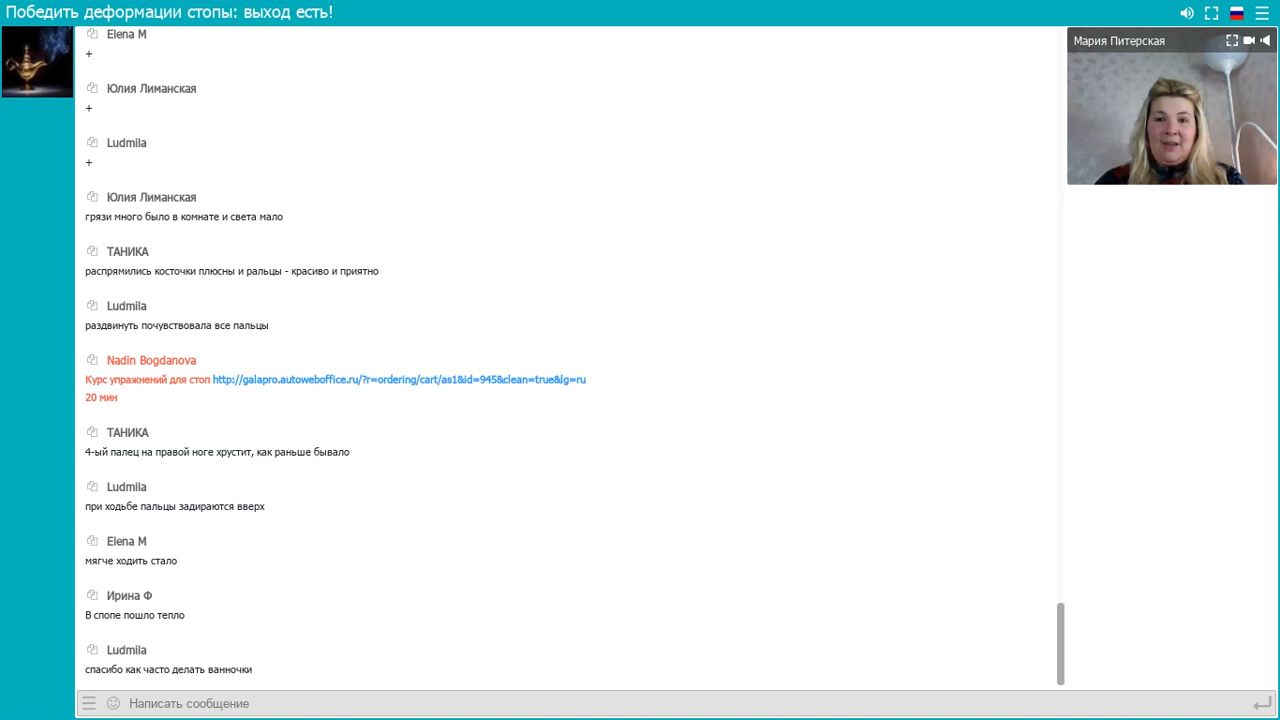 Победить деформации стопы: выход есть!
Elena M
+
Юлия Лиманская
+
Ludmila
+
Юлия Лиманская
грязи много было в комнате и света мало
ТАНИКА
распрямились косточки плюсны и ральцы - красиво и приятно
Ludmila
раздвинуть почувствовала все пальцы
Nadin Bogdanova
Курс упражнений для стоп http://galapro.autoweboffice.ru/?r=ordering/cart/as1&id=945&clean=true&lg=ru
20 мин
ТАНИКА
4-ый палец на правой ноге хрустит, как раньше бывало
Ludmila
при ходьбе пальцы задираются вверх
Elena M
мягче ходить стало
Ирина Ф
В спопе пошло тепло
Ludmila
спасибо как часто делать ванночки
Написать сообщение
Мария Питерская